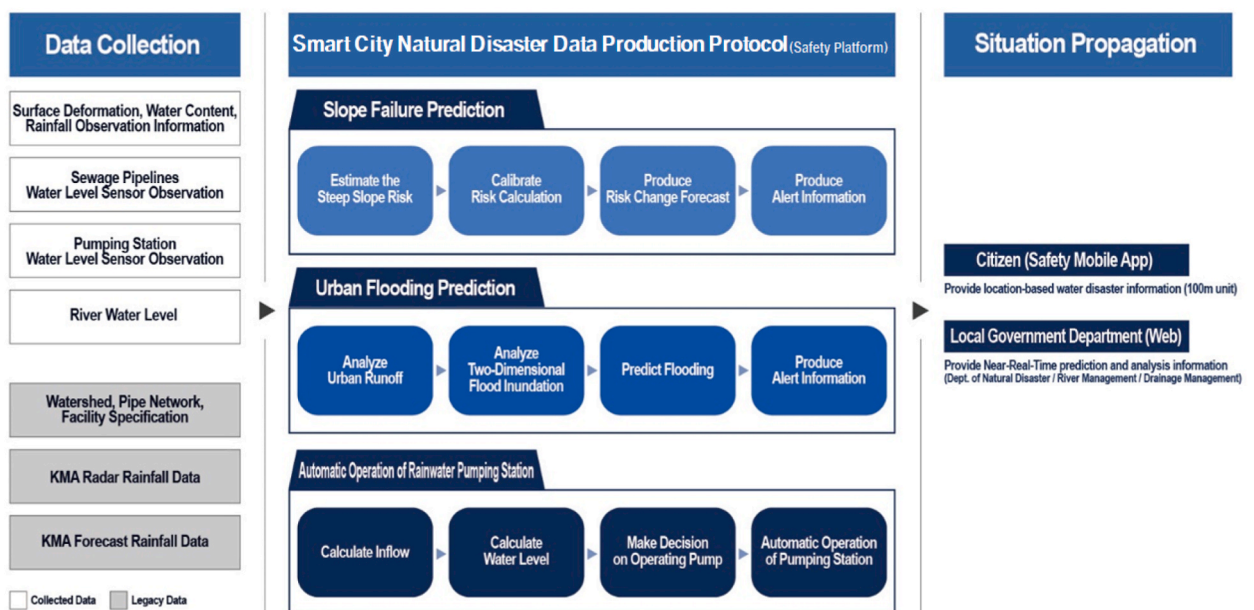 Data Collection
Surface Deformation, Water Content,
Rainfall Observation Information
Sewage Pipelines
Water Level Sensor Observation
Pumping Station
Water Level Sensor Observation
River Water Level
Watershed, Pipe Network,
Facility Specification
KMA Radar Rainfall Data
KMA Forecast Rainfall Data
Collected Data
Legacy Data
Smart City Natural Disaster Data Production Protocol (Safety Platform)
Slope Failure Prediction
Estimate the
Steep Slope Risk
Calibrate
Risk Calculation
Produce
Risk Change Forecast
Produce
Alert Information
Urban Flooding Prediction
Analyze
Urban Runoff
Analyze
Two-Dimensional
Flood Inundation
Predict Flooding
Produce
Alert Information
Automatic Operation of Rainwater Pumping Station
Calculate Inflow
Calculate
Water Level
Make Decision
on Operating Pump
Automatic Operation
of Pumping Station
Situation Propagation
Citizen (Safety Mobile App)
Provide location-based water disaster information (100m unit)
Local Government Department (Web)
Provide Near-Real-Time prediction and analysis information
(Dept. of Natural Disaster / River Management / Drainage Management)